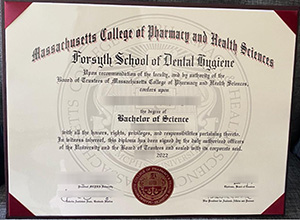 Massachusetts College of Pharmacy and Health Sciences
Forsyth School of Dental Hygiene
Upon recommendation of the faculty, and by authority of the
Board of Trustees of Massachusetts College of Pharmacy and Health Sciences,
confers upon
the degree of
Bachelor of Science
with all the honors, rights, privileges, and responsibilities pertaining thereto.
In witness whereof, this diploma has been signed by the duly authorized officers
of the University and the Board of Trustees and sealed with its corporate seal.
2022